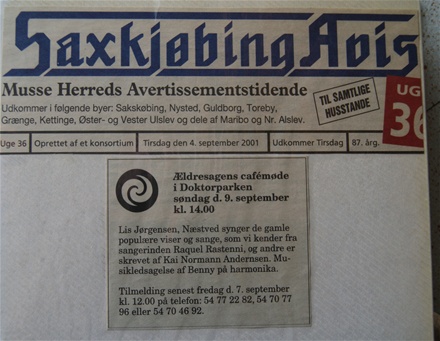 Saxkjøbing Avis
Musse Herreds Avertissementstidende
Udkommer i følgende byer: Sakskøbing, Nysted, Guldborg, Toreby,
Grænge, Kettinge, Øster- og Vester Ulslev og dele af Maribo og Nr. Alslev.
TIL SAMTLIGE
HUSSTANDE
UGE
36
Uge 36 Oprettet af et konsortium Tirsdag den 4. september 2001 Udkommer Tirsdag 87. årg.
Ældresagens cafémøde
i Doktorparken
søndag d. 9. september
kl. 14.00
Lis Jørgensen, Næstved synger de gamle
populære viser og sange, som vi kender fra
sangerinden Raquel Rastenni, og andre er
skrevet af Kai Normann Andernsen. Mu-
sikledsagelse af Benny på harmonika.
Tilmelding senest fredag d. 7. september
kl. 12.00 på telefon: 54 77 22 82, 54 70 77
96 eller 54 70 46 92.